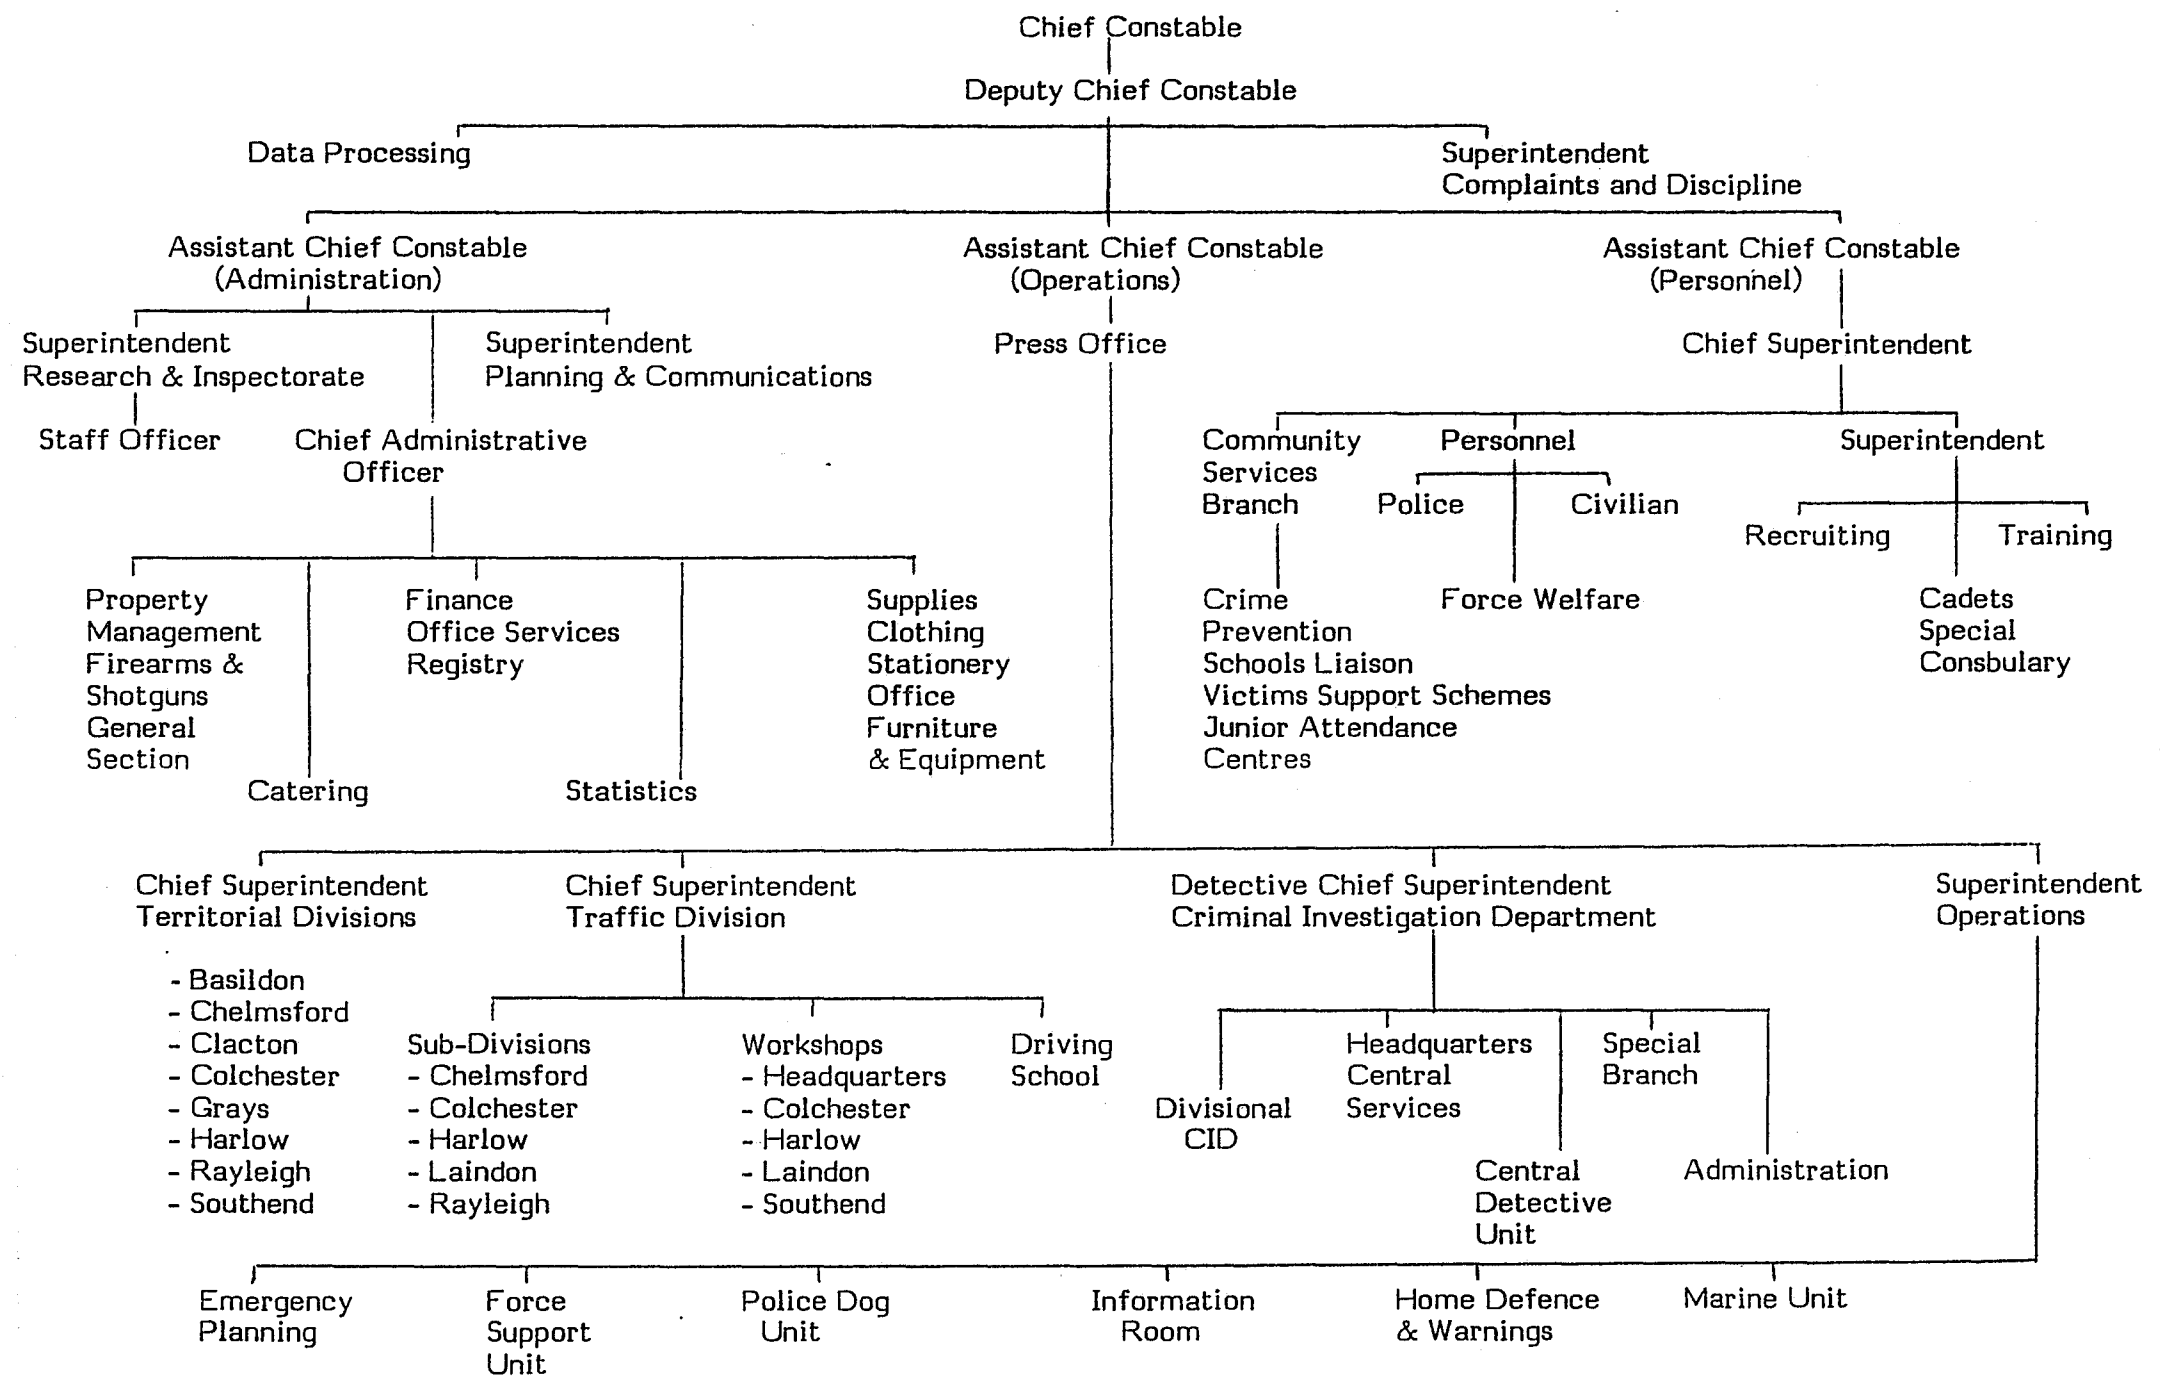 Chief Constable
Deputy Chief Constable
Data Processing
Superintendent
Complaints and Discipline
Assistant Chief Constable
(Administration)
Assistant Chief Constable
(Operations)
Assistant Chief Constable
(Personnel)
Superintendent
Research & Inspectorate
Superintendent
Planning & Communications
Press Office
Chief Superintendent
Staff Officer
Chief Administrative
Officer
Community
Services
Branch
Personnel
Superintendent
Police
Civilian
Recruiting
Training
Property
Management
Firearms &
Shotguns
General
Section
Finance
Office Services
Registry
Supplies
Clothing
Stationery
Office
Furniture
& Equipment
Crime
Prevention
Schools Liaison
Victims Support Schemes
Junior Attendance
Centres
Force Welfare
Cadets
Special
Consbulary
Catering
Statistics
Chief Superintendent
Territorial Divisions
Chief Superintendent
Traffic Division
Detective Chief Superintendent
Criminal Investigation Department
Superintendent
Operations
- Basildon
- Chelmsford
- Clacton
- Colchester
- Grays
- Harlow
- Rayleigh
- Southend
Sub-Divisions
- Chelmsford
- Colchester
- Harlow
- Laindon
- Rayleigh
Workshops
- Headquarters
- Colchester
- Harlow
- Laindon
- Southend
Driving
School
Divisional
CID
Headquarters
Central
Services
Special
Branch
Central
Detective
Unit
Administration
Emergency
Planning
Force
Support
Unit
Police Dog
Unit
Information
Room
Home Defence
& Warnings
Marine Unit